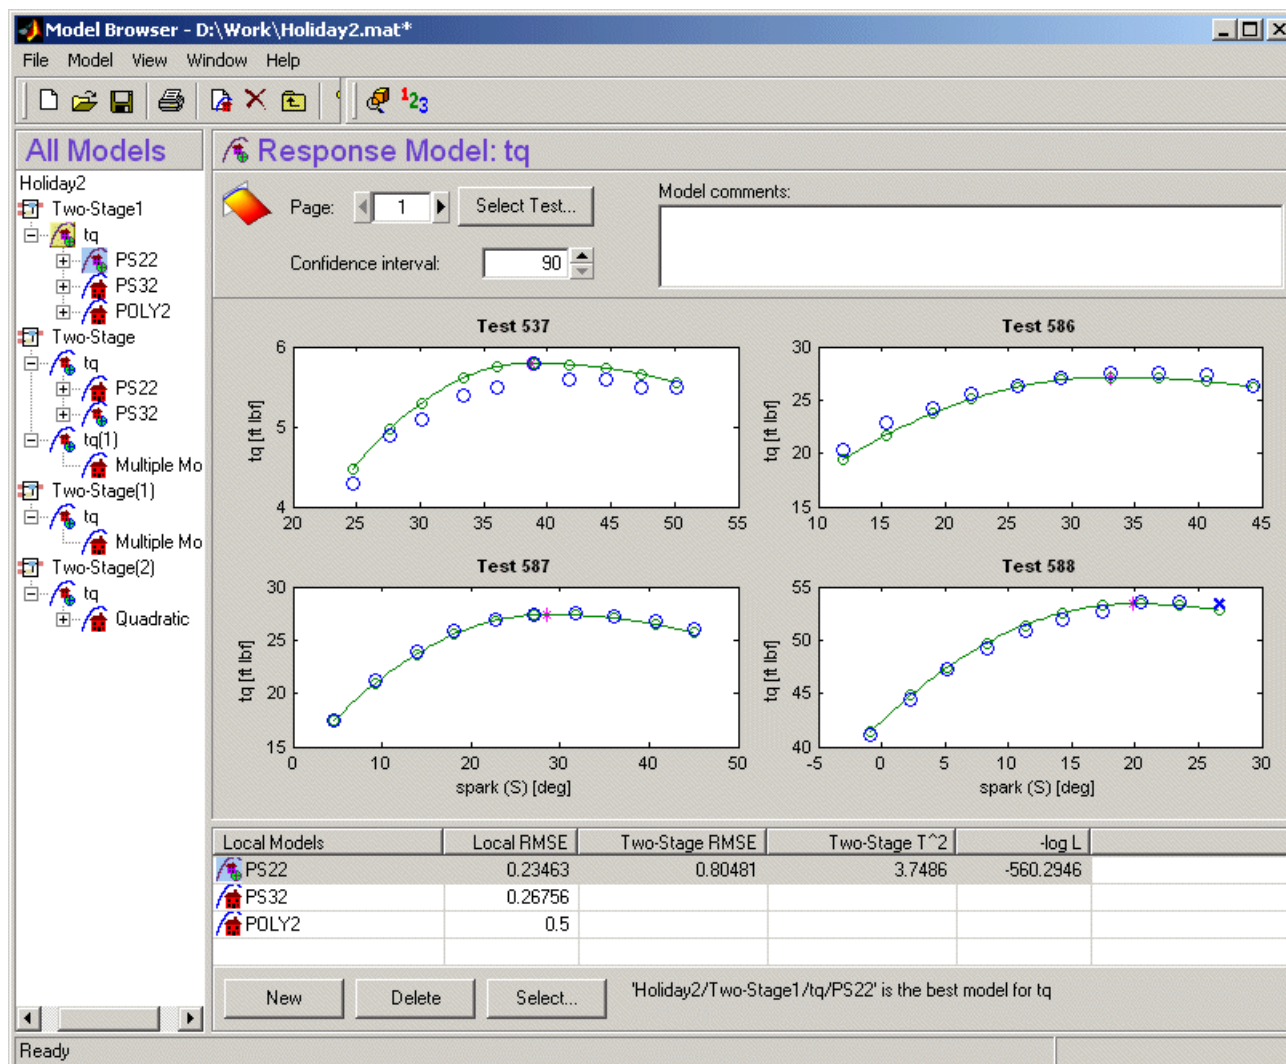 Model Browser - D:\Work\Holiday2.mat*
File Model View Window Help
123
All Models
Response Model: tq
Holiday2
Two-Stage1
tq
PS22
PS32
POLY2
Two-Stage
tq
PS22
PS32
tq(1)
Multiple Mo
Two-Stage(1)
tq
Multiple Mo
Two-Stage(2)
tq
Quadratic
Page: 1 Select Test...
Confidence interval: 90
Model comments:
Test 537
tq [ft lbf]
6
5
4
20 25 30 35 40 45 50 55
Test 586
tq [ft lbf]
30
25
20
15
10 15 20 25 30 35 40 45
Test 587
tq [ft lbf]
30
25
20
15
0 10 20 30 40 50
spark (S) [deg]
Test 588
tq [ft lbf]
55
50
45
40
-5 0 5 10 15 20 25 30
spark (S) [deg]
Local Models Local RMSE Two-Stage RMSE Two-Stage T^2 -log L
PS22 0.23463 0.80481 3.7486 -560.2946
PS32 0.26756
POLY2 0.5
New Delete Select... 'Holiday2/Two-Stage1/tq/PS22' is the best model for tq
Ready